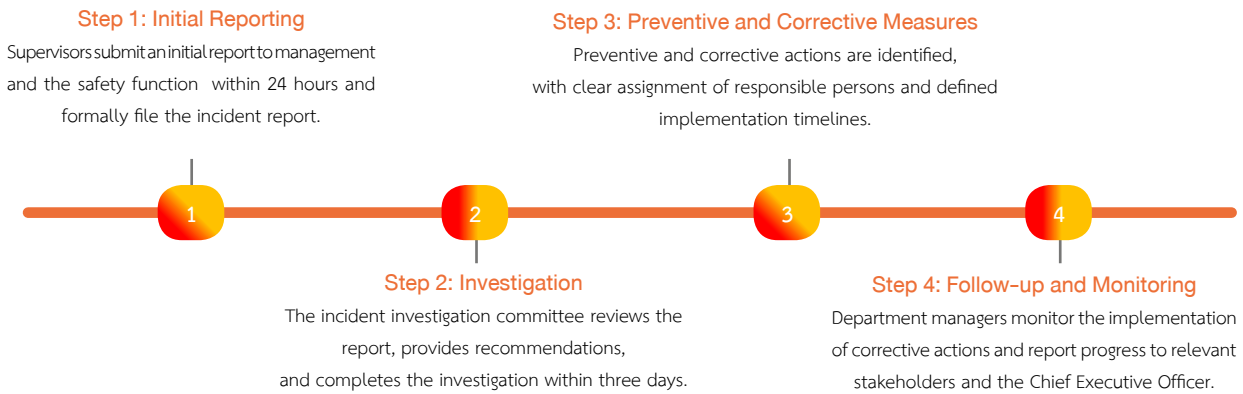 Step 1: Initial Reporting
Supervisors submit an initial report to management
and the safety function within 24 hours and
formally file the incident report.
Step 3: Preventive and Corrective Measures
Preventive and corrective actions are identified,
with clear assignment of responsible persons and defined
implementation timelines.
1
2
3
4
Step 2: Investigation
The incident investigation committee reviews the
report, provides recommendations,
and completes the investigation within three days.
Step 4: Follow-up and Monitoring
Department managers monitor the implementation
of corrective actions and report progress to relevant
stakeholders and the Chief Executive Officer.